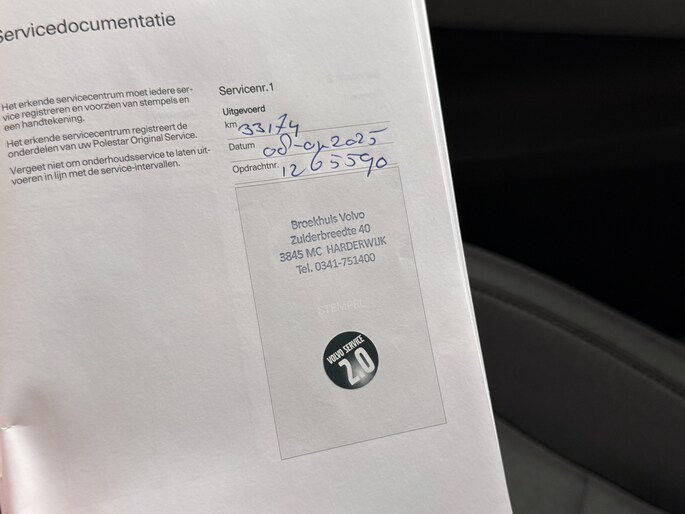 Servicedocumentatie
Het erkende servicecentrum moet iedere ser-
vice registreren en voorzien van stempels en
een handtekening.
Het erkende servicecentrum registreert de
onderdelen van uw Polestar Original Service.
Vergeet niet om onderhoudsservice te laten uit-
voeren in lijn met de service-intervallen.
Servicenr. 1
Uitgevoerd
km 33174
Datum
Opdrachtnr. 1265590
Broekhuis Volvo
Zuiderbreedte 40
3845 MC HARDERWIJK
Tel. 0341-751400
STEMPEL
VOLVO SERVICE
2.0